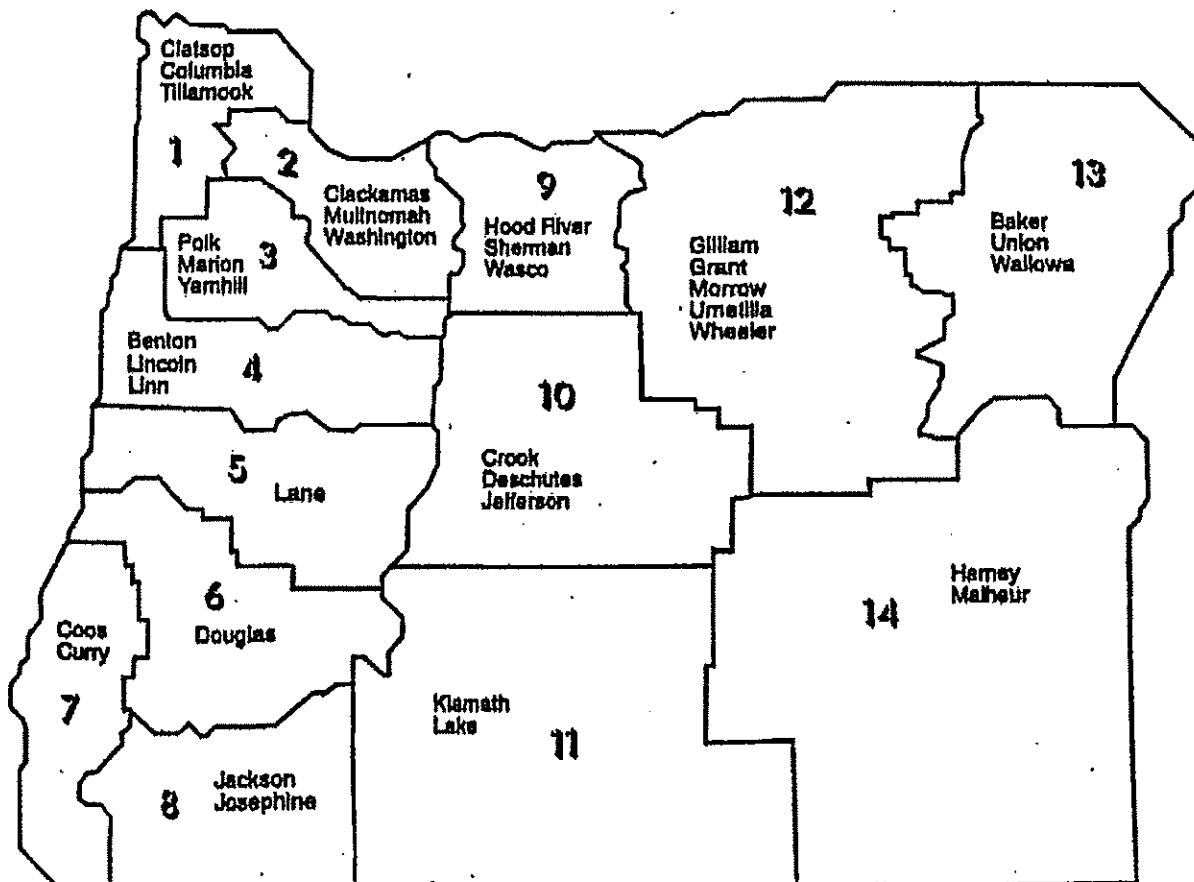 Clatsop
Columbia
Tillamook
1
2
Clackamas
Multnomah
Washington
3
Polk
Marion
Yamhill
9
Hood River
Sherman
Wasco
12
Gilliam
Grant
Morrow
Umatilla
Wheeler
13
Baker
Union
Wallowa
Benton
Lincoln
Linn
4
10
Crook
Deschutes
Jefferson
5
Lane
6
Douglas
Coos
Curry
7
8
Jackson
Josephine
Klamath
Lake
11
Harney
Malheur
14